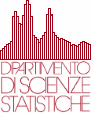 DIPARTIMENTO
DI SCIENZE
STATISTICHE